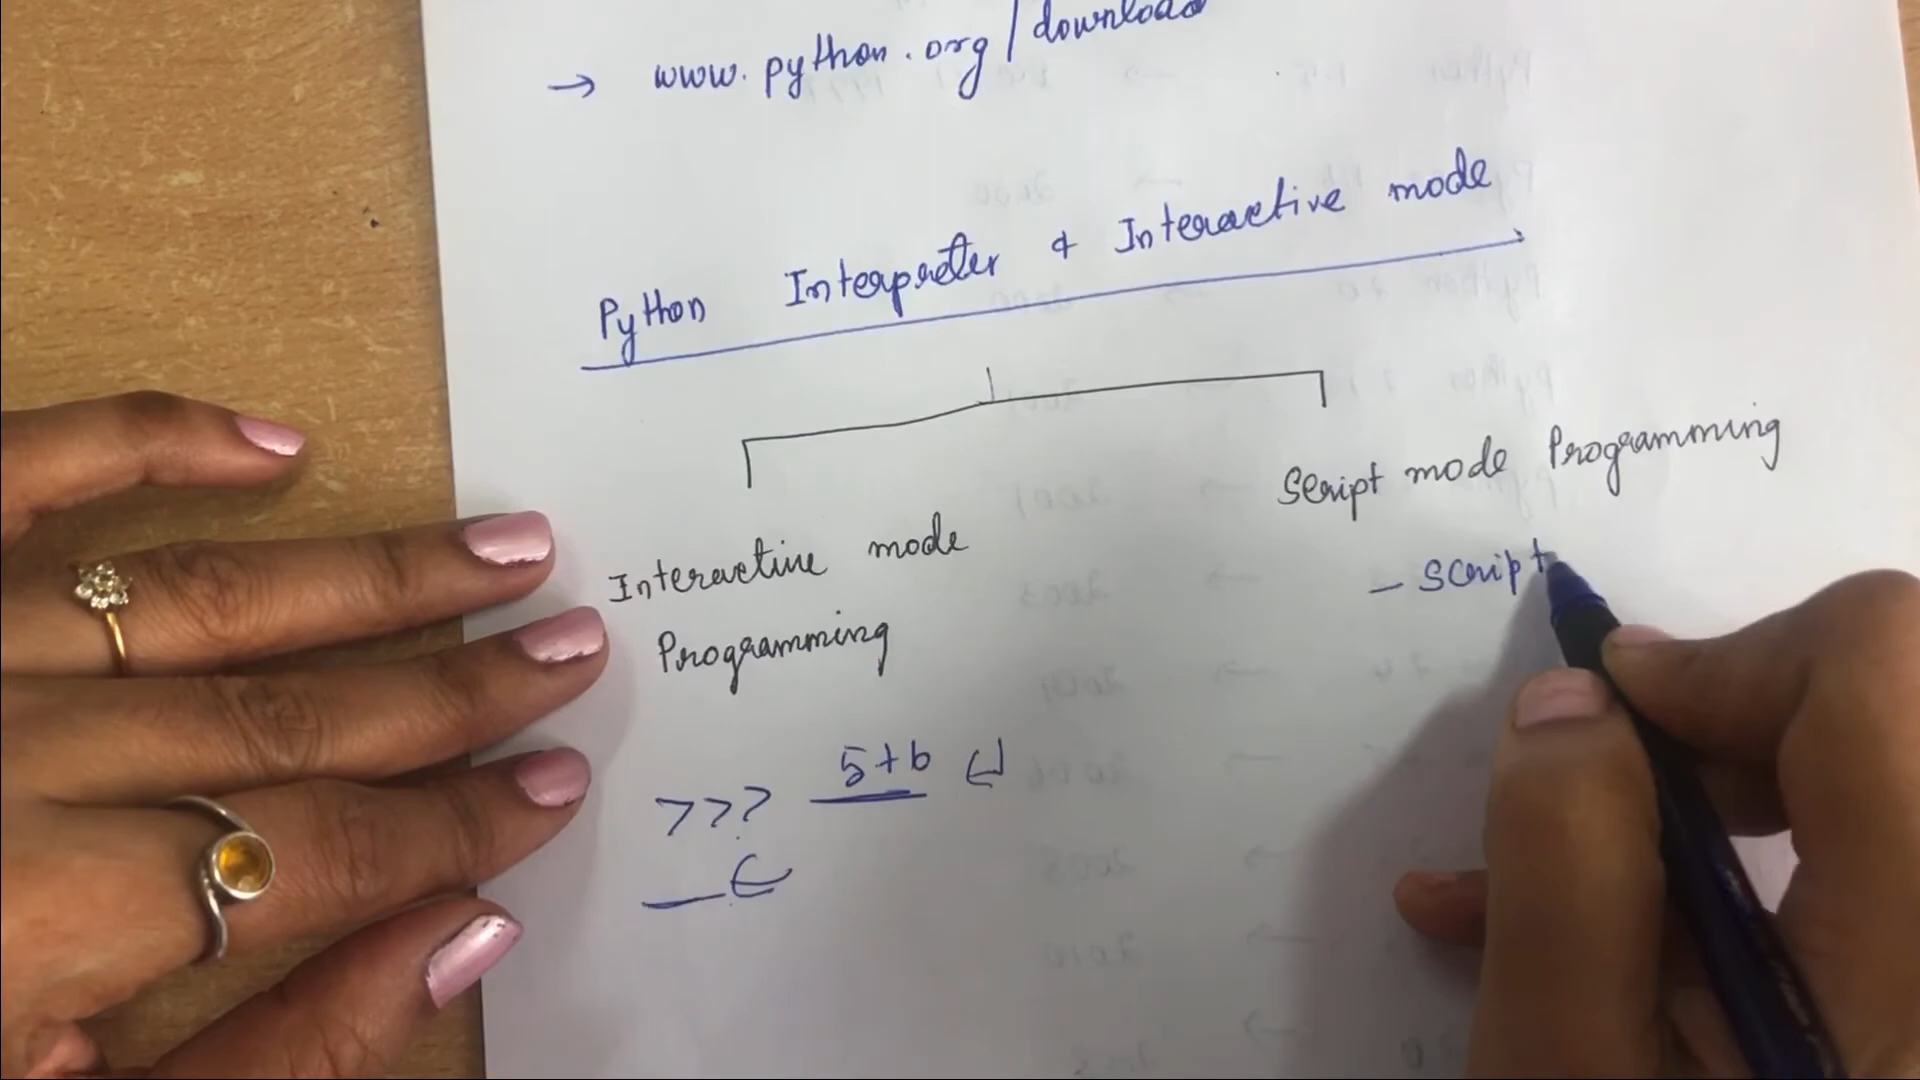 → www.python.org/download
Python Interpreter & Interactive mode
Script mode Programming
Interactive mode
Programming
- Script
>>> 5+6